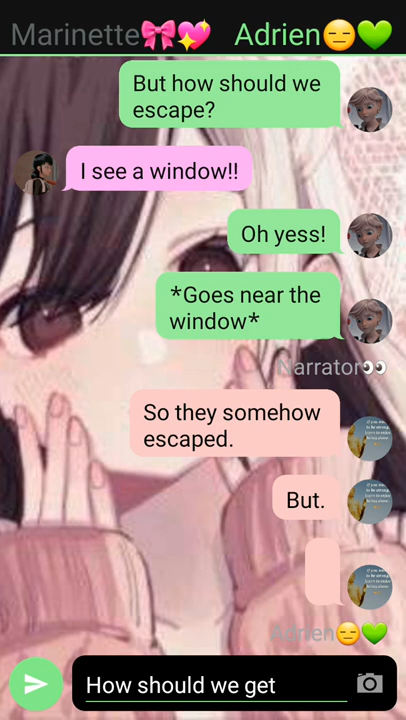 Marinette🎀💖 Adrien😑💚
But how should we
escape?
I see a window!!
Oh yess!
*Goes near the
window*
Narrator👀
So they somehow
escaped.
But.
Adrien😑💚
How should we get